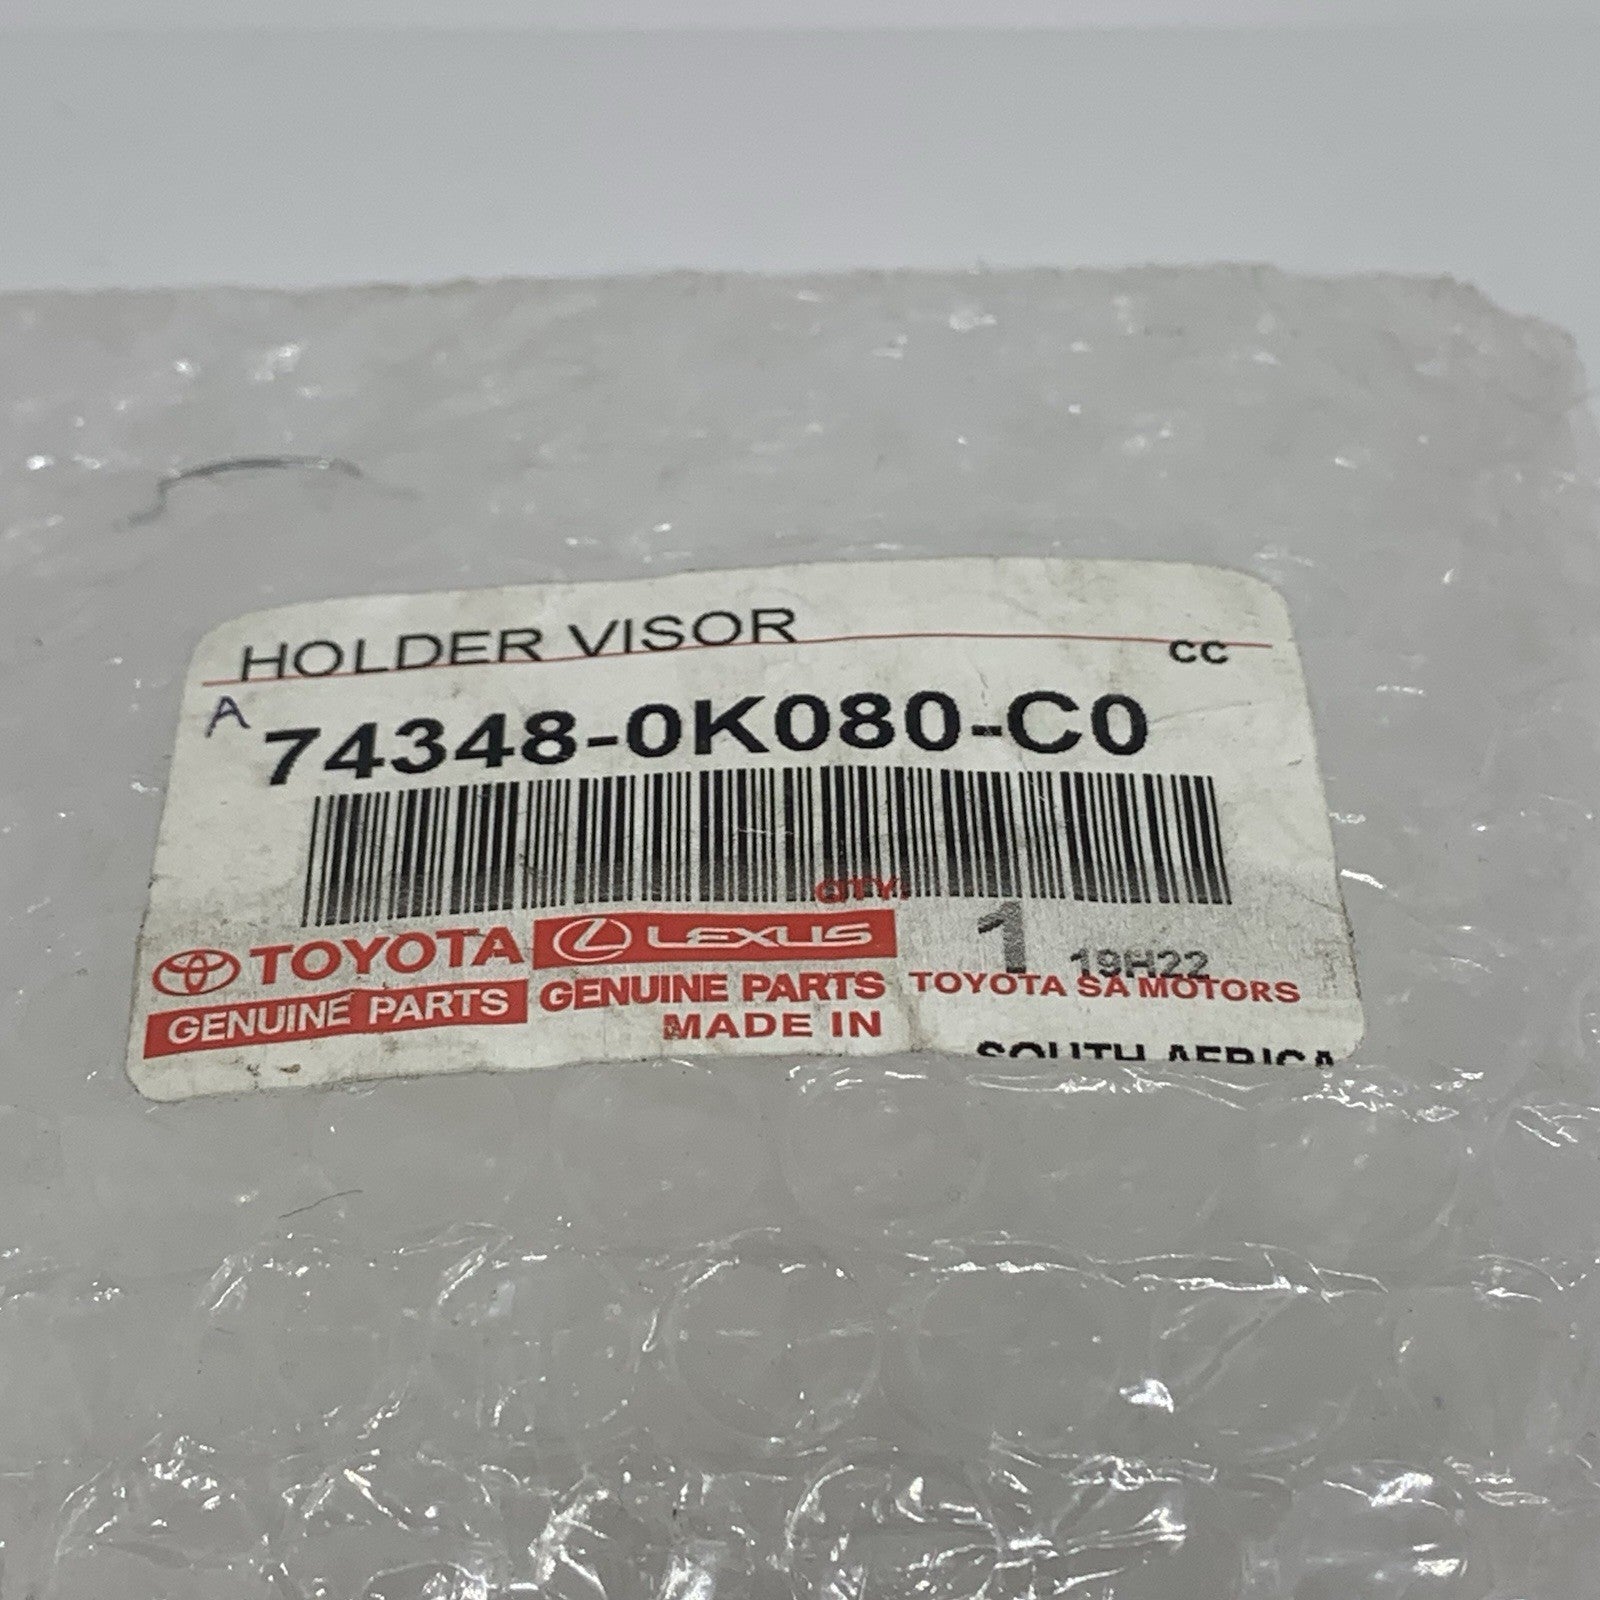 HOLDER VISOR
CC
A 74348-0K080-C0
QTY.
TOYOTA LEXUS 1 19H22
GENUINE PARTS GENUINE PARTS TOYOTA SA MOTORS
MADE IN SOUTH AFRICA